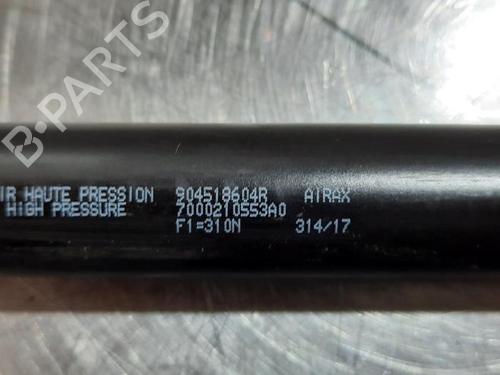 IR HAUTE PRESSION 904518604R AIRAX
HIGH PRESSURE 7000210553A0
F1=310N 314/17
B-PARTS